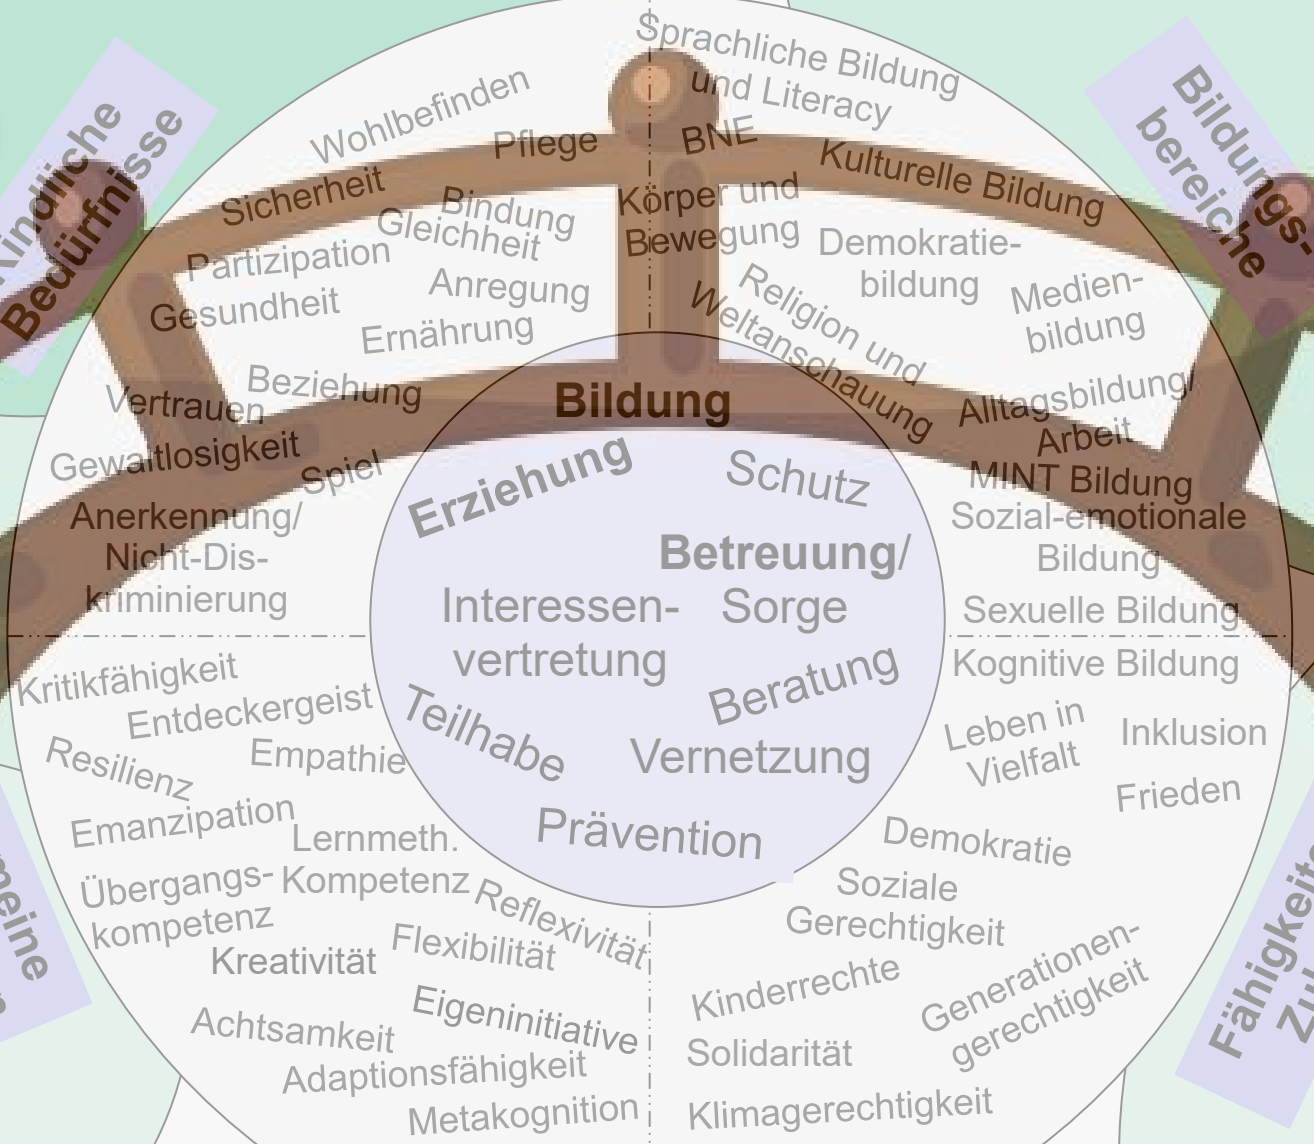 Kindliche
Bedürfnisse
Bildungs-
bereiche
Wohlbefinden
Pflege
Sicherheit
Bindung
Gleichheit
Partizipation
Anregung
Gesundheit
Ernährung
Beziehung
Vertrauen
Gewaltlosigkeit
Spiel
Anerkennung/
Nicht-Dis-
kriminierung
Sprachliche Bildung
und Literacy
BNE
Kulturelle Bildung
Körper und
Bewegung
Demokratie-
bildung
Medien-
bildung
Religion und
Weltanschauung
Alltagsbildung/
Arbeit
MINT Bildung
Sozial-emotionale
Bildung
Sexuelle Bildung
Bildung
Erziehung
Schutz
Betreuung/
Sorge
Interessen-
vertretung
Beratung
Teilhabe
Vernetzung
Prävention
Kritikfähigkeit
Entdeckergeist
Resilienz
Empathie
Emanzipation
Lernmeth.
Kompetenz
Übergangs-
kompetenz
Reflexivität
Flexibilität
Kreativität
Eigeninitiative
Achtsamkeit
Adaptionsfähigkeit
Metakognition
Kognitive Bildung
Leben in
Vielfalt
Inklusion
Frieden
Demokratie
Soziale
Gerechtigkeit
Kinderrechte
Generationen-
gerechtigkeit
Solidarität
Klimagerechtigkeit